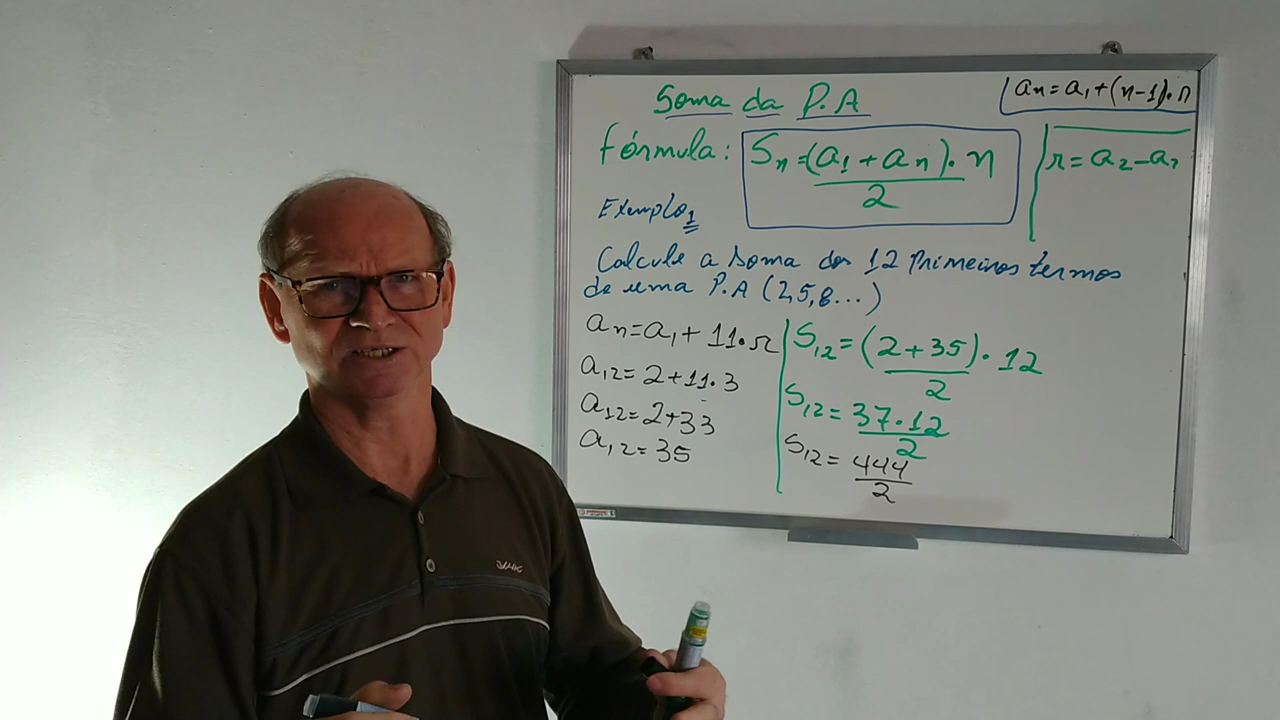 Soma da P.A
an=a1+(n-1).r
fórmula: Sn=(a1+an).n
2
r=a2-a1
Exemplo1
Calcule a soma dos 12 Primeiros termos
de uma P.A (2,5,8...)
an=a1+11.r
a12=2+11.3
a12=2+33
a12=35
S12=(2+35).12
2
S12=37.12
2
S12=444
2